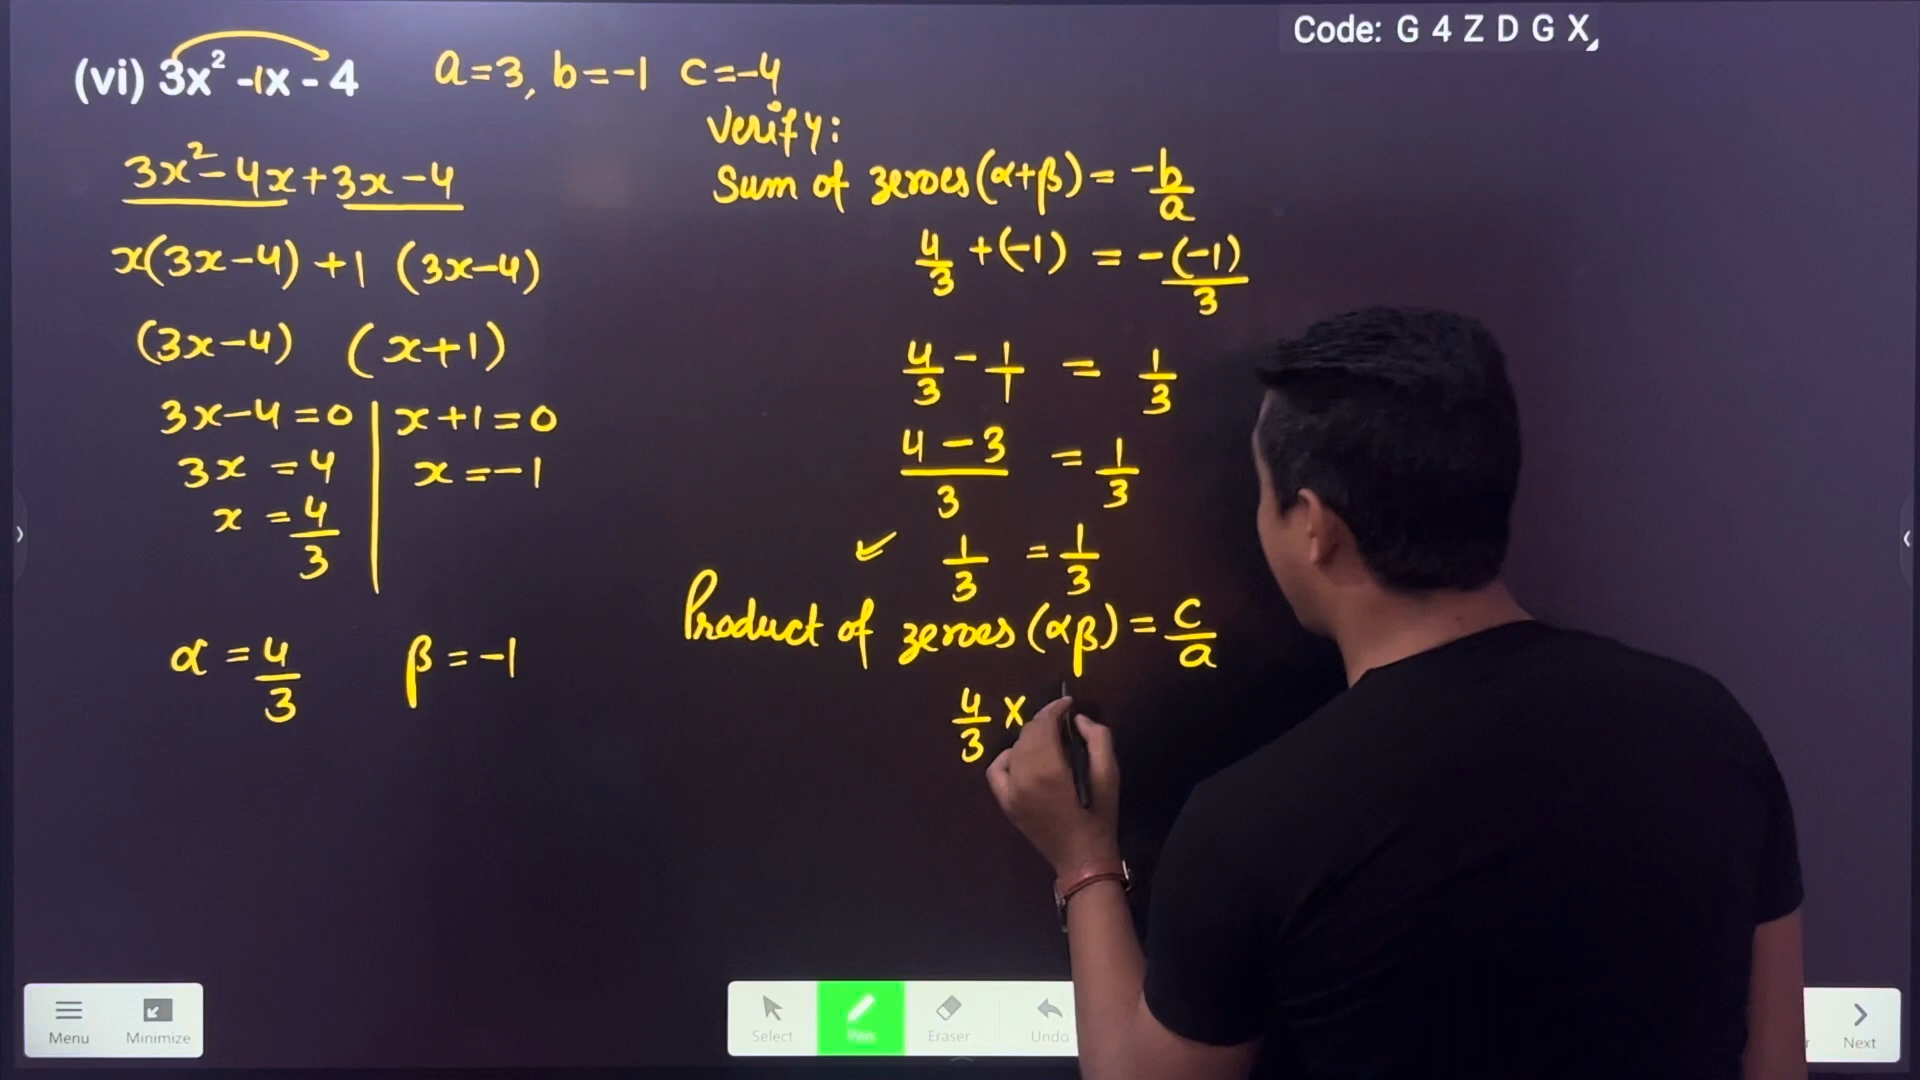 Code: G 4 Z D G X
(vi) 3x² -1x - 4 a=3, b=-1 c=-4
3x²-4x+3x-4
x(3x-4)+1 (3x-4)
(3x-4) (x+1)
3x-4=0 | x+1=0
3x =4 | x=-1
x =4/3
α =4/3 β=-1
Verify:
Sum of zeroes(α+β)= -b/a
4/3 +(-1) = -(-1)/3
4/3 - 1/1 = 1/3
4-3/3 =1/3
✓ 1/3 =1/3
Product of zeroes(αβ)=c/a
4/3 x
Menu Minimize
Select Pen Eraser Undo
Next